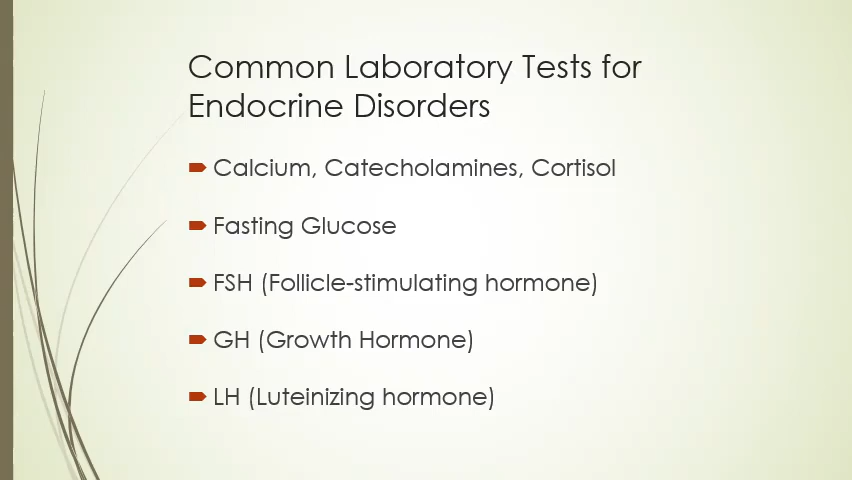 Common Laboratory Tests for
Endocrine Disorders
Calcium, Catecholamines, Cortisol
Fasting Glucose
FSH (Follicle-stimulating hormone)
GH (Growth Hormone)
LH (Luteinizing hormone)